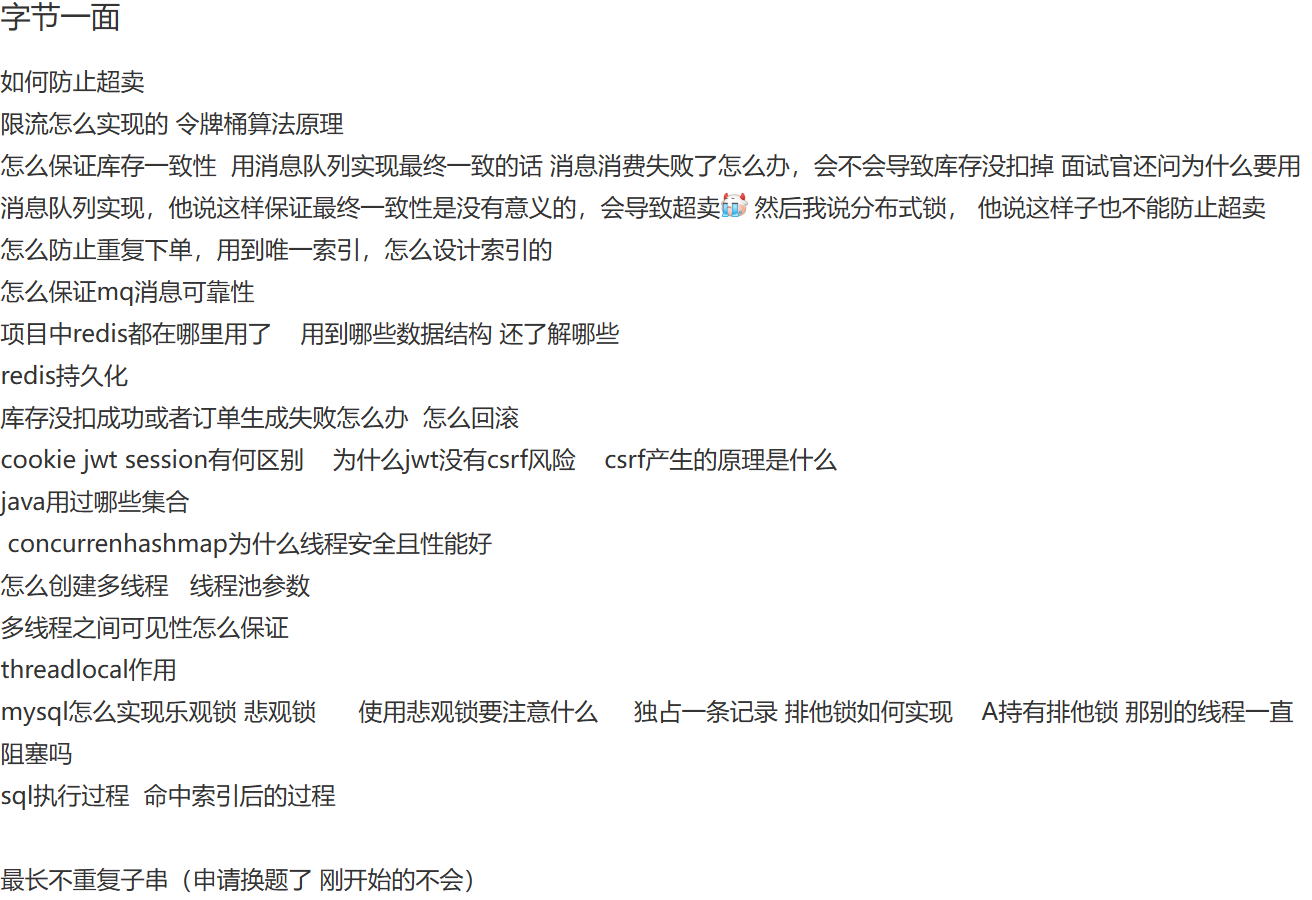 字节一面
如何防止超卖
限流怎么实现的 令牌桶算法原理
怎么保证库存一致性  用消息队列实现最终一致的话 消息消费失败了怎么办，会不会导致库存没扣掉 面试官还问为什么要用
消息队列实现，他说这样保证最终一致性是没有意义的，会导致超卖 然后我说分布式锁， 他说这样子也不能防止超卖
怎么防止重复下单，用到唯一索引，怎么设计索引的
怎么保证mq消息可靠性
项目中redis都在哪里用了    用到哪些数据结构 还了解哪些
redis持久化
库存没扣成功或者订单生成失败怎么办  怎么回滚
cookie jwt session有何区别    为什么jwt没有csrf风险    csrf产生的原理是什么
java用过哪些集合
concurrenhashmap为什么线程安全且性能好
怎么创建多线程   线程池参数
多线程之间可见性怎么保证
threadlocal作用
mysql怎么实现乐观锁 悲观锁      使用悲观锁要注意什么     独占一条记录 排他锁如何实现    A持有排他锁 那别的线程一直
阻塞吗
sql执行过程  命中索引后的过程
最长不重复子串（申请换题了 刚开始的不会）